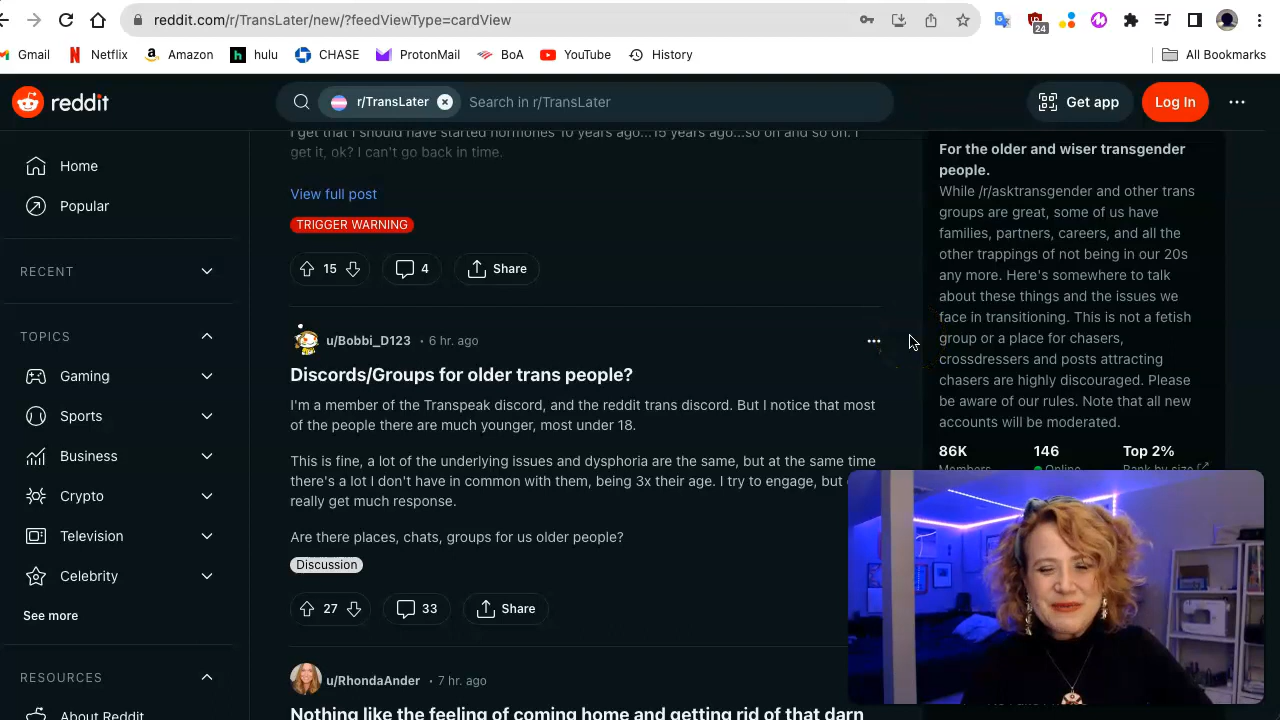 reddit.com/r/TransLater/new/?feedViewType=cardView
24
Gmail
Netflix
Amazon
hulu
CHASE
ProtonMail
BoA
YouTube
History
All Bookmarks
reddit
r/TransLater
Search in r/TransLater
Get app
Log In
Home
Popular
RECENT
TOPICS
Gaming
Sports
Business
Crypto
Television
Celebrity
See more
RESOURCES
About Reddit
I get that I should have started hormones 10 years ago...15 years ago...so on and so on. I
get it, ok? I can't go back in time.
View full post
TRIGGER WARNING
15
4
Share
u/Bobbi_D123 • 6 hr. ago
Discords/Groups for older trans people?
I'm a member of the Transpeak discord, and the reddit trans discord. But I notice that most
of the people there are much younger, most under 18.
This is fine, a lot of the underlying issues and dysphoria are the same, but at the same time
there's a lot I don't have in common with them, being 3x their age. I try to engage, but
really get much response.
Are there places, chats, groups for us older people?
Discussion
27
33
Share
u/RhondaAnder • 7 hr. ago
Nothing like the feeling of coming home and getting rid of that darn
For the older and wiser transgender
people.
While /r/asktransgender and other trans
groups are great, some of us have
families, partners, careers, and all the
other trappings of not being in our 20s
any more. Here's somewhere to talk
about these things and the issues we
face in transitioning. This is not a fetish
group or a place for chasers,
crossdressers and posts attracting
chasers are highly discouraged. Please
be aware of our rules. Note that all new
accounts will be moderated.
86K
146
Top 2%
Members
Online
Rank by size